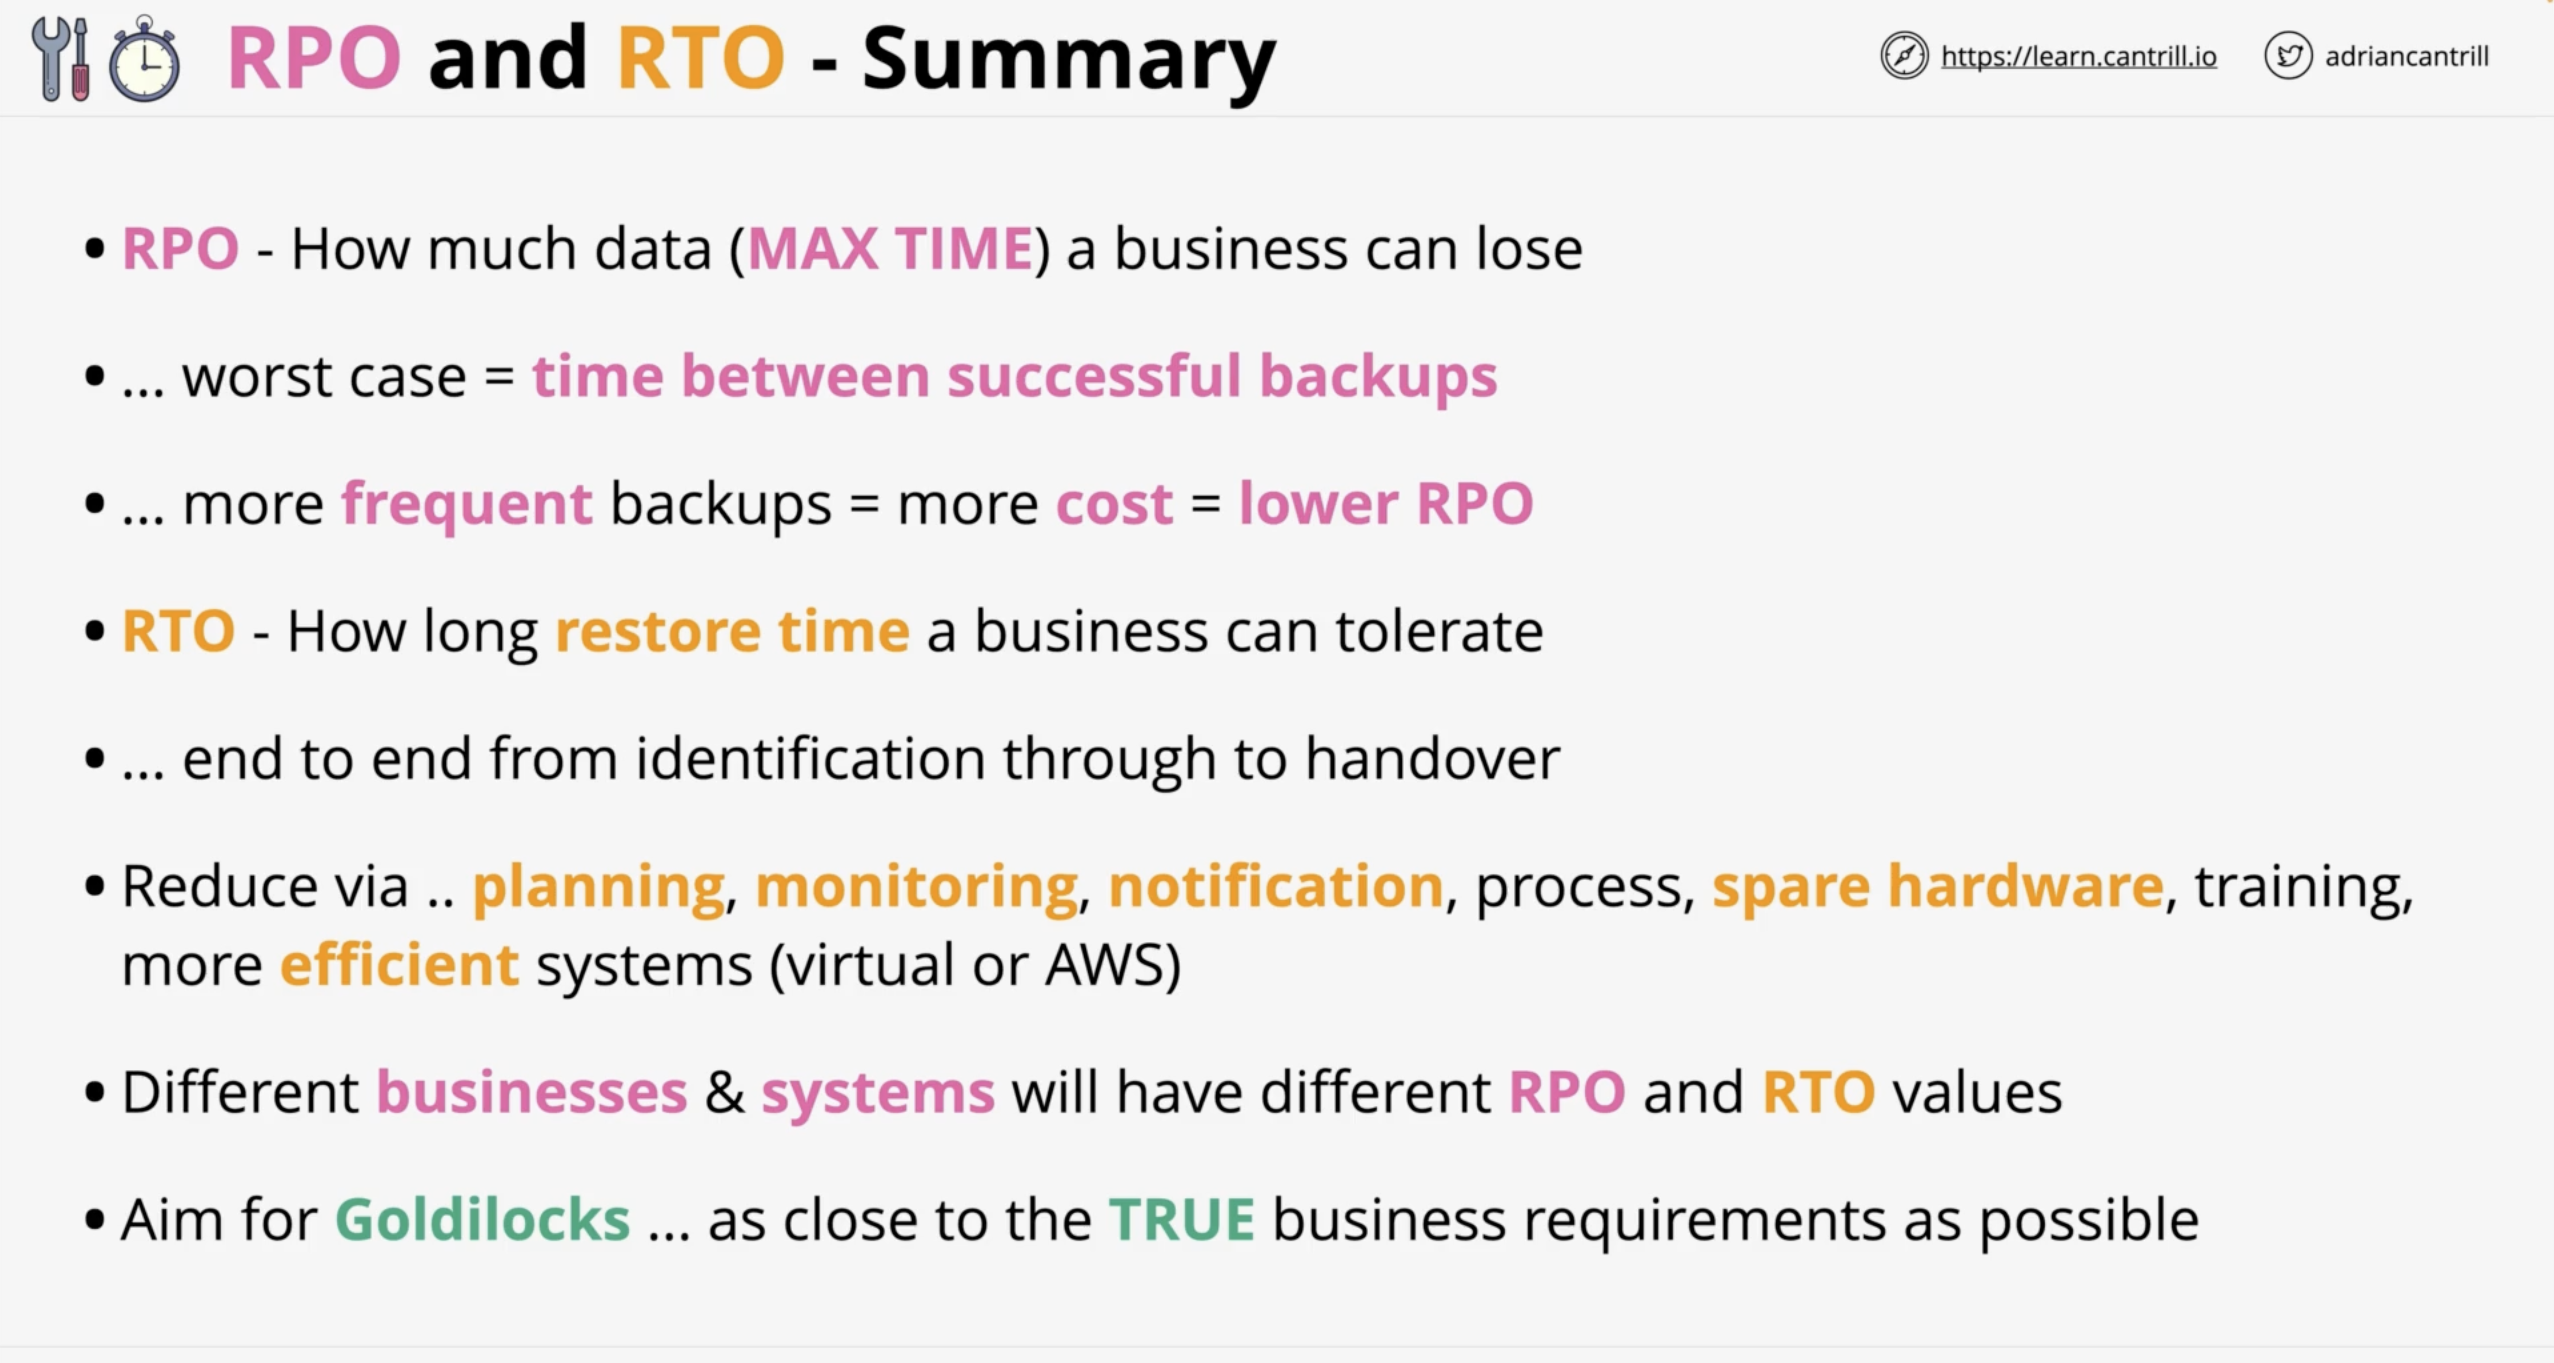 RPO and RTO - Summary
https://learn.cantrill.io
adriancantrill
• RPO - How much data (MAX TIME) a business can lose
• ... worst case = time between successful backups
• ... more frequent backups = more cost = lower RPO
• RTO - How long restore time a business can tolerate
• ... end to end from identification through to handover
• Reduce via .. planning, monitoring, notification, process, spare hardware, training,
more efficient systems (virtual or AWS)
• Different businesses & systems will have different RPO and RTO values
• Aim for Goldilocks ... as close to the TRUE business requirements as possible